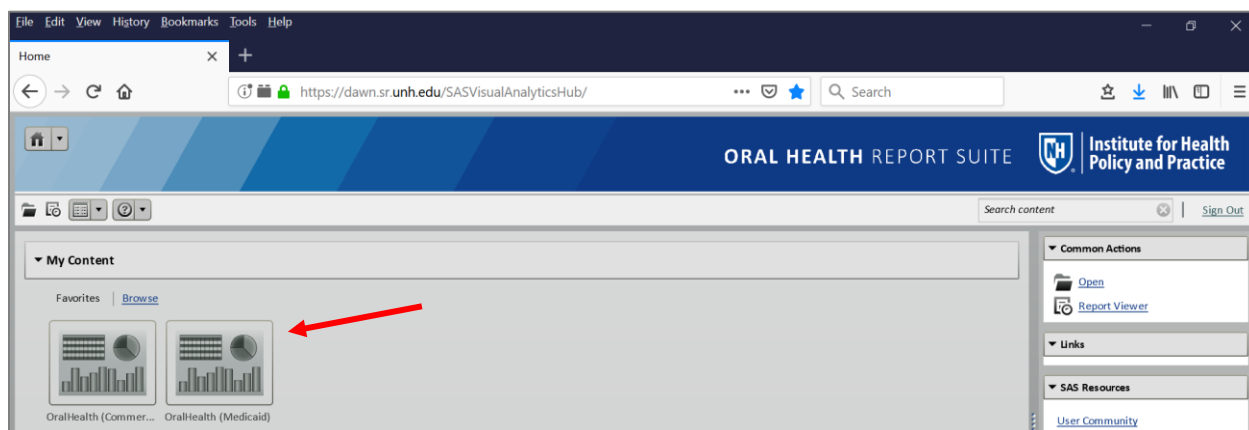 File Edit View History Bookmarks Tools Help
Home
https://dawn.sr.unh.edu/SASVisualAnalyticsHub/
Search
ORAL HEALTH REPORT SUITE
NH
Institute for Health
Policy and Practice
Search content
Sign Out
My Content
Favorites | Browse
OralHealth (Commer... OralHealth (Medicaid)
Common Actions
Open
Report Viewer
Links
SAS Resources
User Community